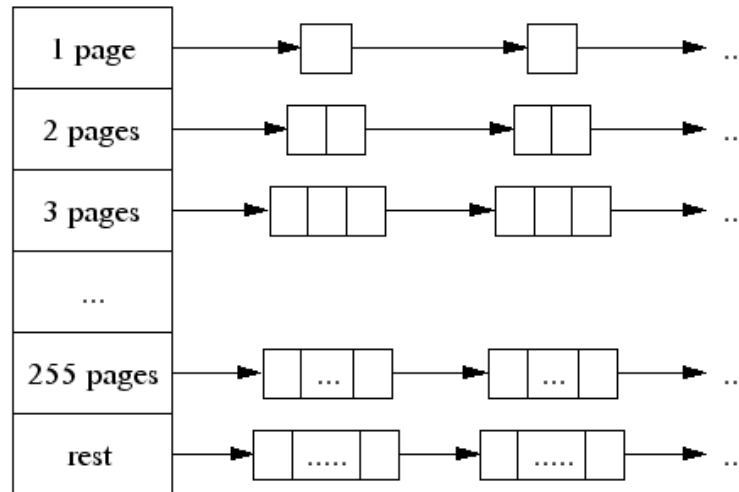 1 page ..
2 pages ..
3 pages ..
...
255 pages ... ... ..
rest ..... ..... ..